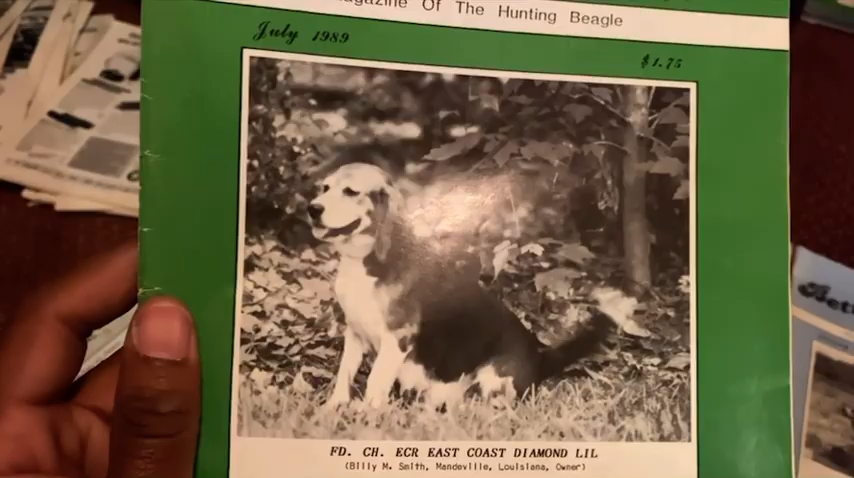 Magazine Of The Hunting Beagle
July 1989
$1.75
FD. CH. ECR EAST COAST DIAMOND LIL
(Billy M. Smith, Mandeville, Louisiana, Owner)